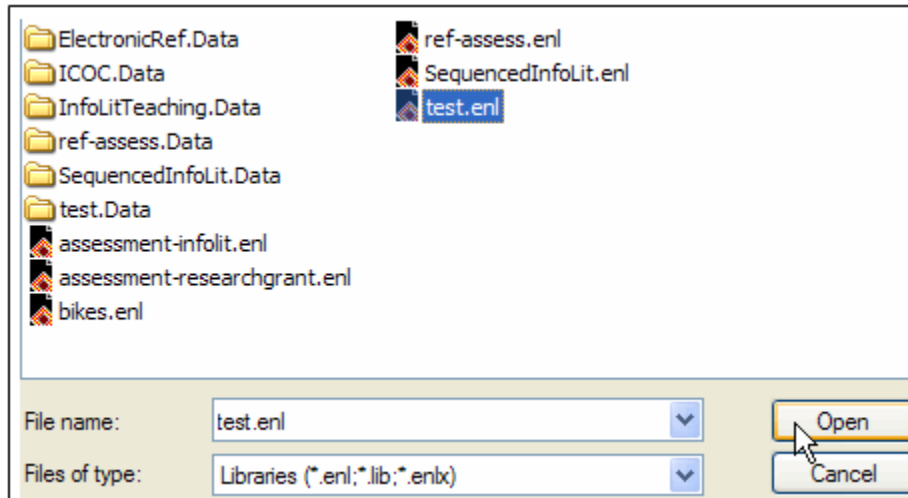 ElectronicRef.Data
ICOC.Data
InfoLitTeaching.Data
ref-assess.Data
SequencedInfoLit.Data
test.Data
assessment-infolit.enl
assessment-researchgrant.enl
bikes.enl
ref-assess.enl
SequencedInfoLit.enl
test.enl
File name: test.enl Open
Files of type: Libraries (*.enl;*.lib;*.enlx) Cancel